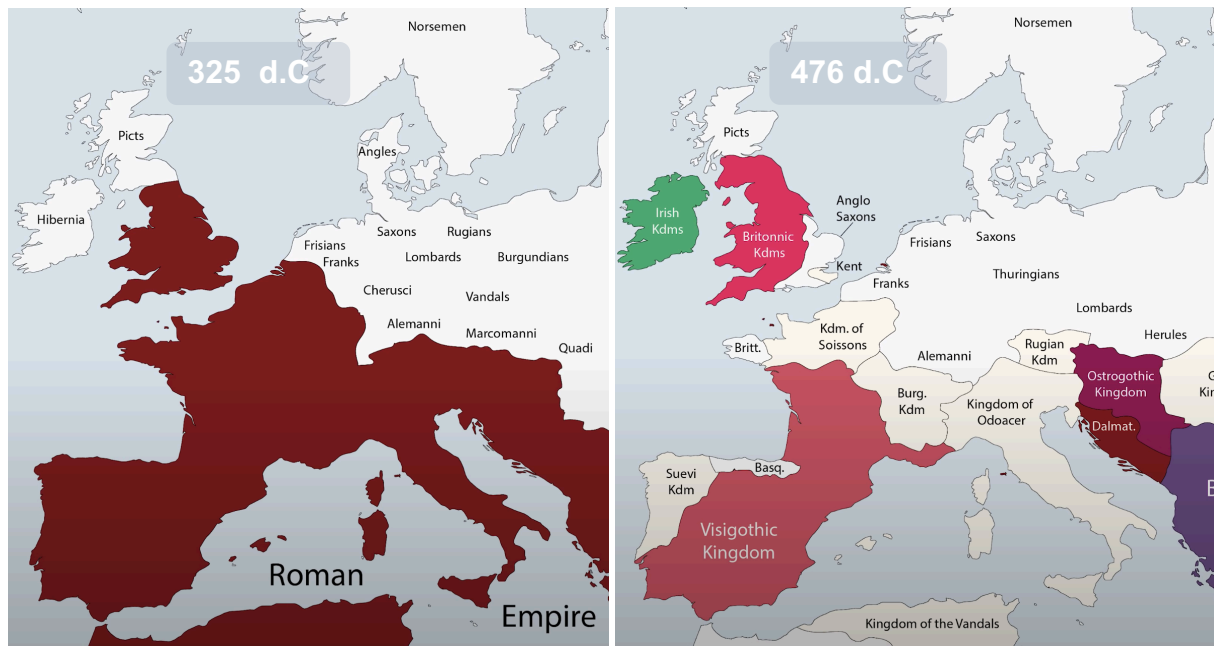 325 d.C
Norsemen
Picts
Angles
Hibernia
Saxons
Rugians
Frisians
Franks
Lombards
Burgundians
Cherusci
Vandals
Alemanni
Marcomanni
Quadi
Roman
Empire
476 d.C
Norsemen
Picts
Irish
Kdms
Britonnic
Kdms
Anglo
Saxons
Kent
Frisians
Saxons
Franks
Thuringians
Lombards
Herules
Britt.
Kdm. of
Soissons
Alemanni
Rugian
Kdm
Ostrogothic
Kingdom
G
Kin
Burg.
Kdm
Kingdom of
Odoacer
Dalmat.
Suevi
Kdm
Basq.
B
Visigothic
Kingdom
Kingdom of the Vandals